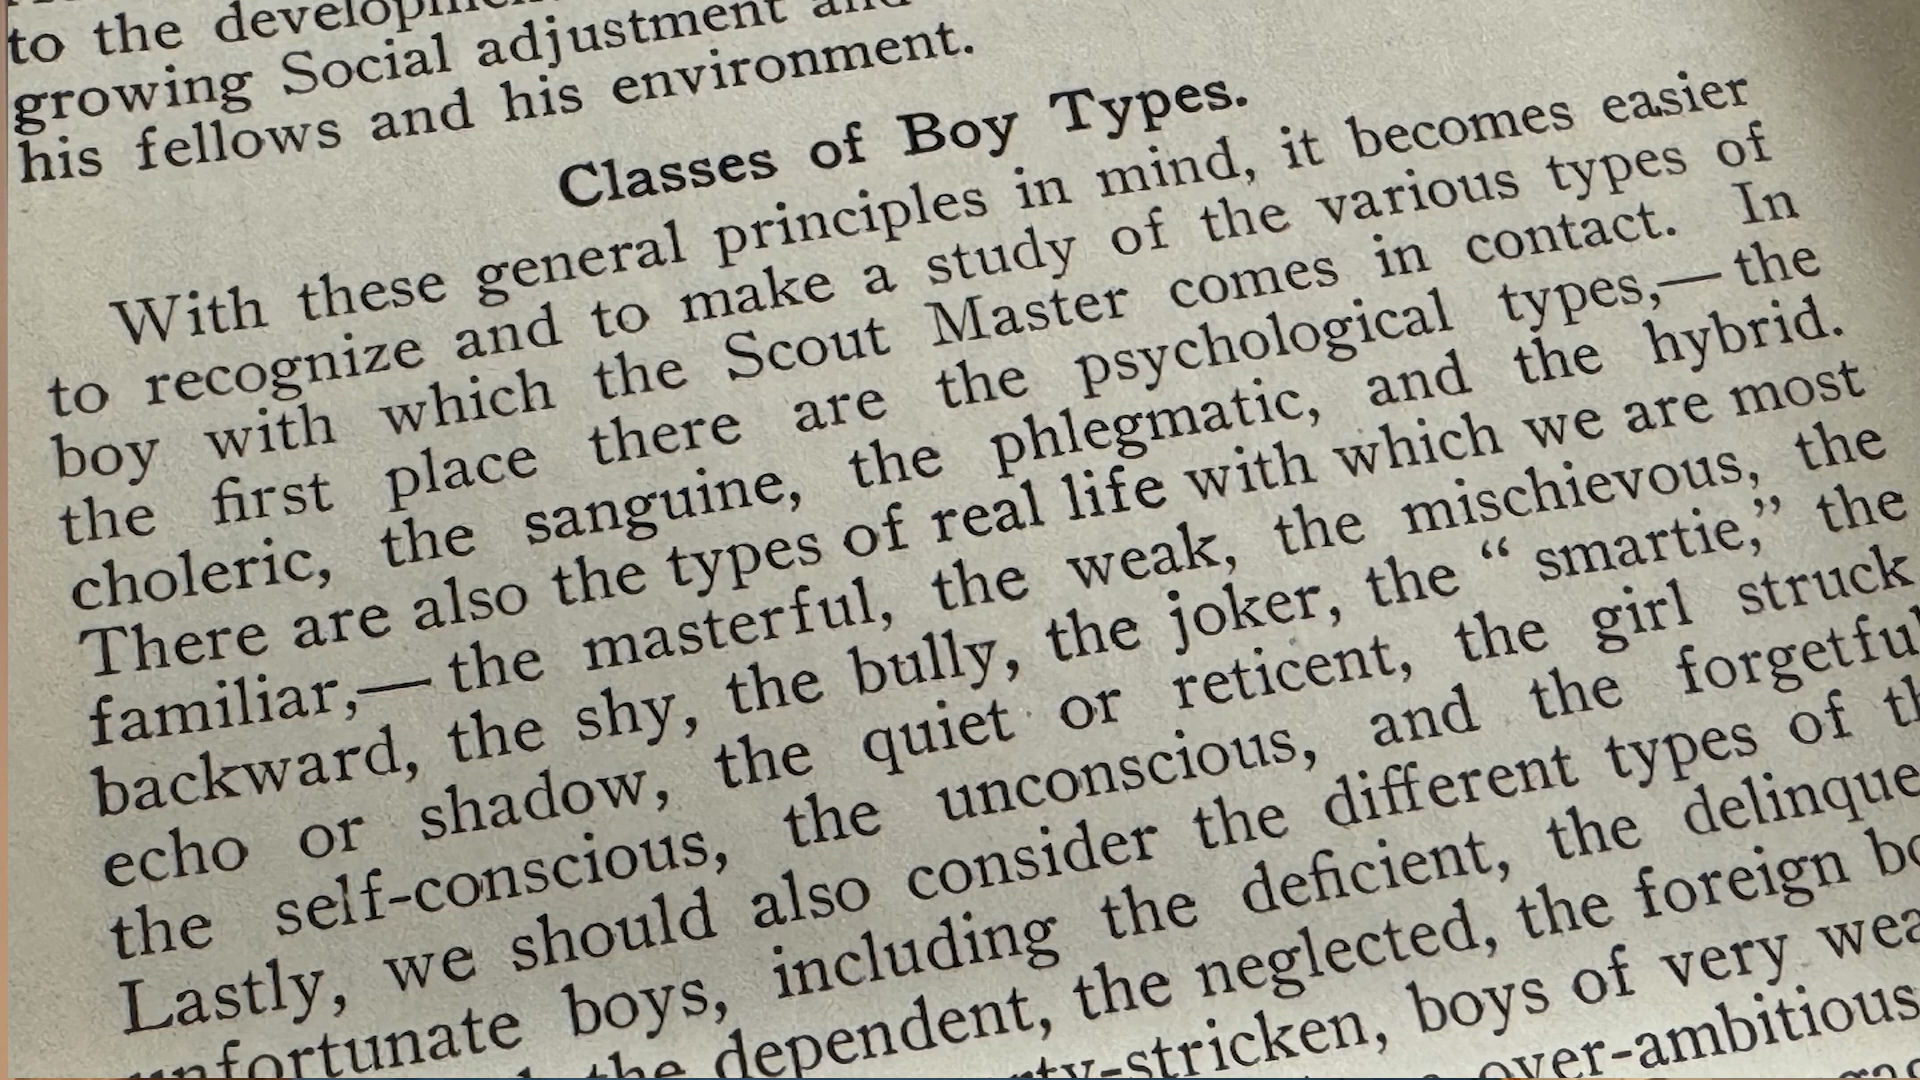 to the
growing Social adjustment and
his fellows and his environment.
Classes of Boy Types.
With these general principles in mind, it becomes easier
to recognize and to make a study of the various types of
boy with which the Scout Master comes in contact. In
the first place there are the psychological types,— the
choleric, the sanguine, the phlegmatic, and the hybrid.
There are also the types of real life with which we are most
familiar,— the masterful, the weak, the mischievous, the
backward, the shy, the bully, the joker, the “ smartie,” the
echo or shadow, the quiet or reticent, the girl struck
the self-conscious, the unconscious, and the forgetful
Lastly, we should also consider the different types of
unfortunate boys, including the deficient, the
the dependent, the neglected, the foreign
boys of very
over-ambitious